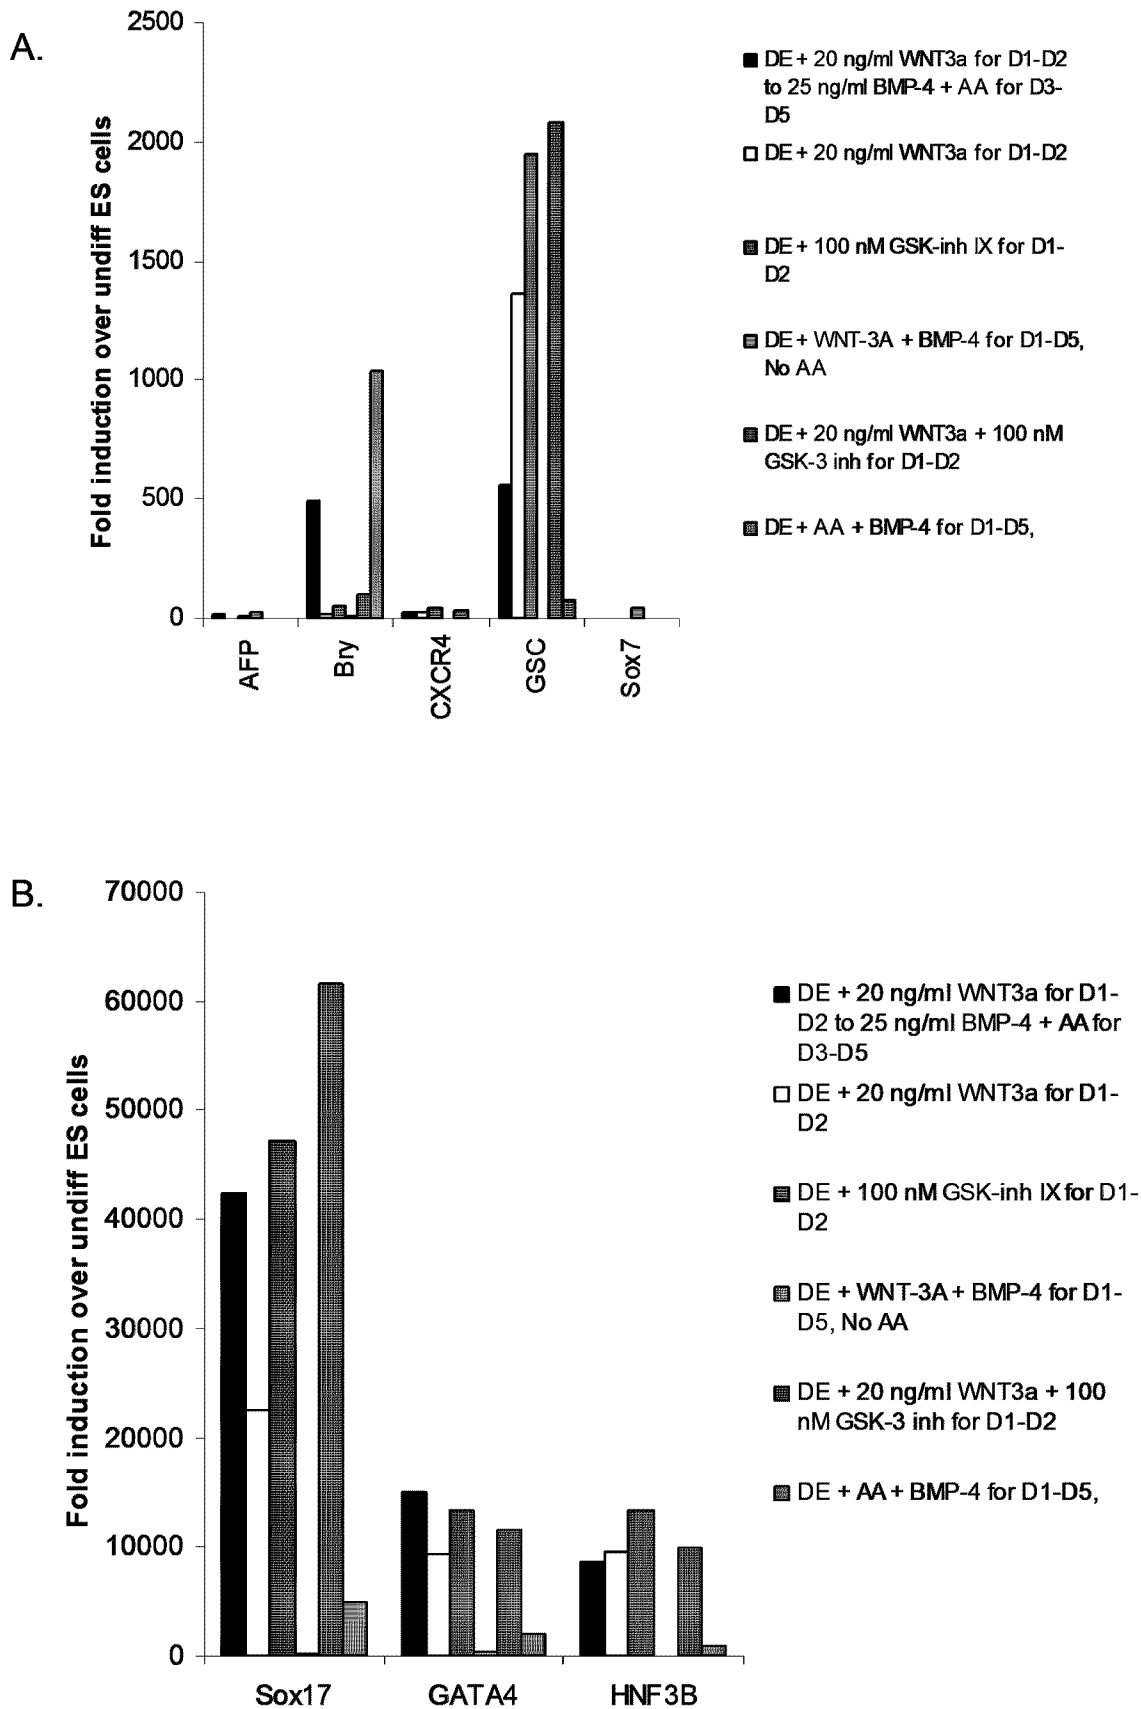 A.
Fold induction over undiff ES cells
2500
2000
1500
1000
500
0
AFP
Bry
CXCR4
GSC
Sox7
DE + 20 ng/ml WNT3a for D1-D2
to 25 ng/ml BMP-4 + AA for D3-
D5
DE + 20 ng/ml WNT3a for D1-D2
DE + 100 nM GSK-inh IX for D1-
D2
DE + WNT-3A + BMP-4 for D1-D5,
No AA
DE + 20 ng/ml WNT3a + 100 nM
GSK-3 inh for D1-D2
DE + AA + BMP-4 for D1-D5,
B.
Fold induction over undiff ES cells
70000
60000
50000
40000
30000
20000
10000
0
Sox17
GATA4
HNF3B
DE + 20 ng/ml WNT3a for D1-
D2 to 25 ng/ml BMP-4 + AA for
D3-D5
DE + 20 ng/ml WNT3a for D1-
D2
DE + 100 nM GSK-inh IX for D1-
D2
DE + WNT-3A + BMP-4 for D1-
D5, No AA
DE + 20 ng/ml WNT3a + 100
nM GSK-3 inh for D1-D2
DE + AA + BMP-4 for D1-D5,